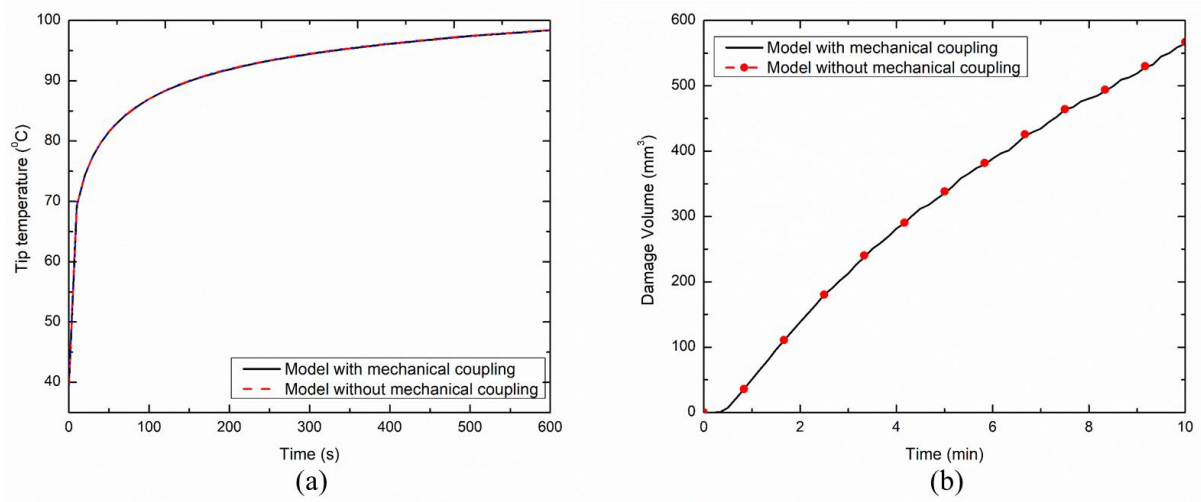 100
90
80
70
60
50
40
Tip temperature (⁰C)
Model with mechanical coupling
Model without mechanical coupling
0 100 200 300 400 500 600
Time (s)
(a)
600
500
400
300
200
100
0
Damage Volume (mm³)
Model with mechanical coupling
Model without mechanical coupling
0 2 4 6 8 10
Time (min)
(b)